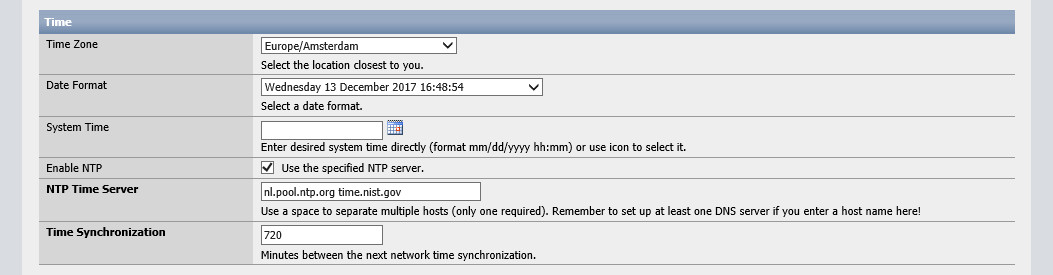 Time
Time Zone
Europe/Amsterdam
Select the location closest to you.
Date Format
Wednesday 13 December 2017 16:48:54
Select a date format.
System Time
Enter desired system time directly (format mm/dd/yyyy hh:mm) or use icon to select it.
Enable NTP
Use the specified NTP server.
NTP Time Server
nl.pool.ntp.org time.nist.gov
Use a space to separate multiple hosts (only one required). Remember to set up at least one DNS server if you enter a host name here!
Time Synchronization
720
Minutes between the next network time synchronization.